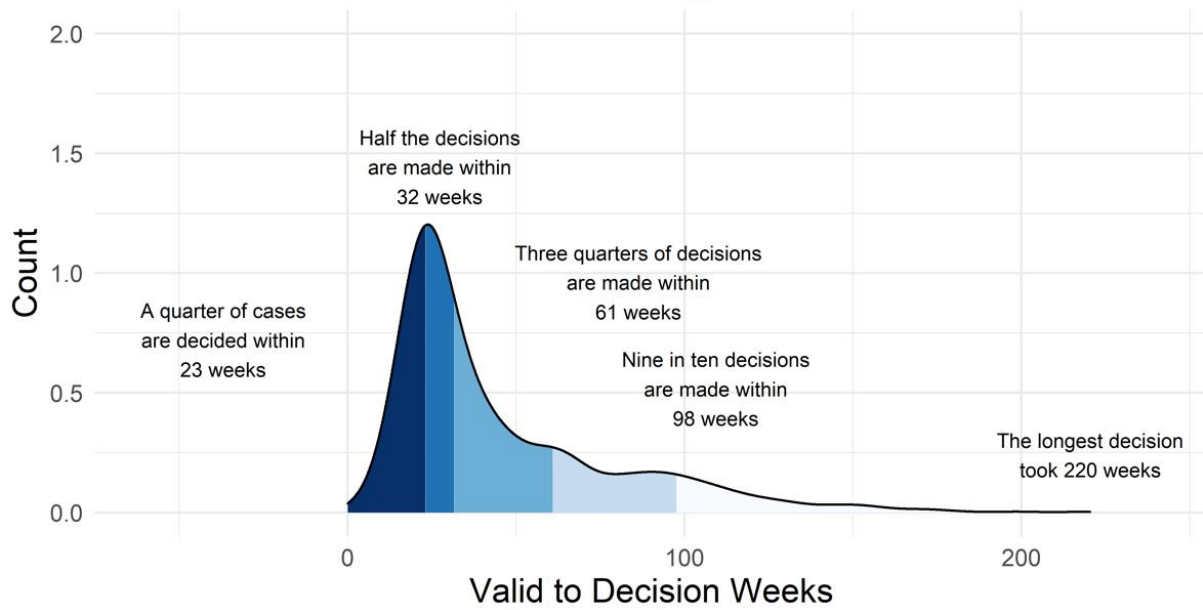 2.0
1.5
1.0
0.5
0.0
Count
Half the decisions
are made within
32 weeks
A quarter of cases
are decided within
23 weeks
Three quarters of decisions
are made within
61 weeks
Nine in ten decisions
are made within
98 weeks
The longest decision
took 220 weeks
0
100
200
Valid to Decision Weeks